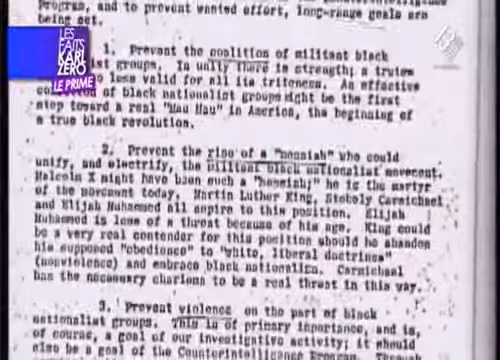 Program, and to prevent wasted effort, long-range goals are
being set.
1. Prevent the coalition of militant black
nationalist groups. In unity there is strength; a truism
no less valid for all its triteness. An effective
coalition of black nationalist groups might be the first
step toward a real "Mau Mau" in America, the beginning of
a true black revolution.
2. Prevent the rise of a "messiah" who could
unify, and electrify, the militant black nationalist movement.
Malcolm X might have been such a "messiah;" he is the martyr
of the movement today. Martin Luther King, Stokely Carmichael
and Elijah Muhammed all aspire to this position. Elijah
Muhammed is less of a threat because of his age. King could
be a very real contender for this position should he abandon
his supposed "obedience" to "white, liberal doctrines"
(nonviolence) and embrace black nationalism. Carmichael
has the necessary charisma to be a real threat in this way.
3. Prevent violence on the part of black
nationalist groups. This is of primary importance, and is,
of course, a goal of our investigative activity; it should
also be a goal of the Counterintelligence Program. Through
LES
FAITS
KARL
ZERO
LE PRIME
13